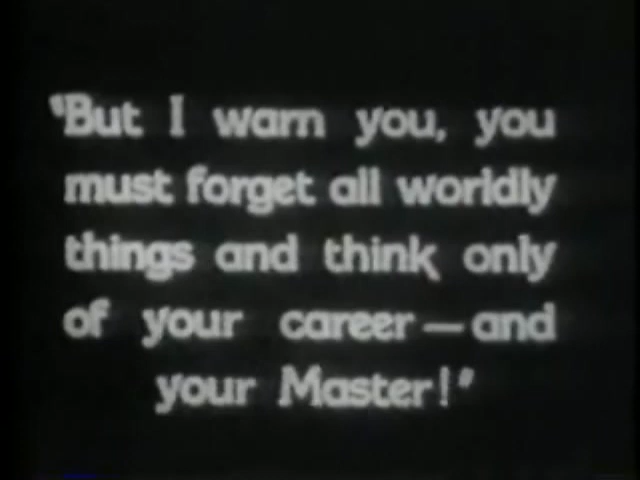 "But I warn you, you
must forget all worldly
things and think only
of your career — and
your Master!"